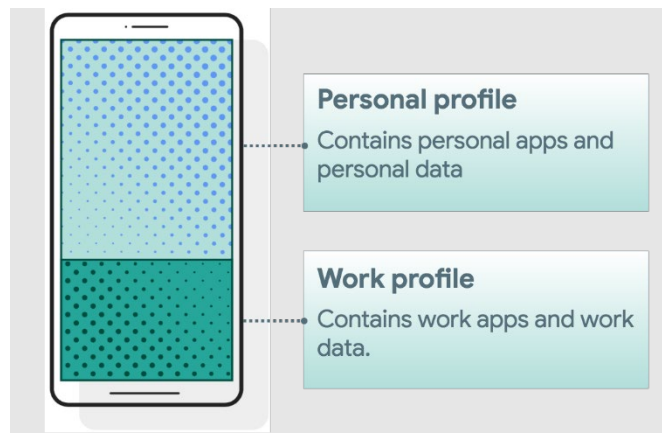 Personal profile
Contains personal apps and
personal data
Work profile
Contains work apps and work
data.